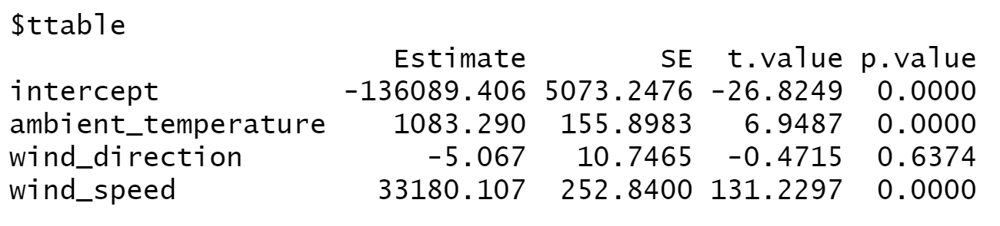 $ttable
Estimate SE t.value p.value
intercept -136089.406 5073.2476 -26.8249 0.0000
ambient_temperature 1083.290 155.8983 6.9487 0.0000
wind_direction -5.067 10.7465 -0.4715 0.6374
wind_speed 33180.107 252.8400 131.2297 0.0000